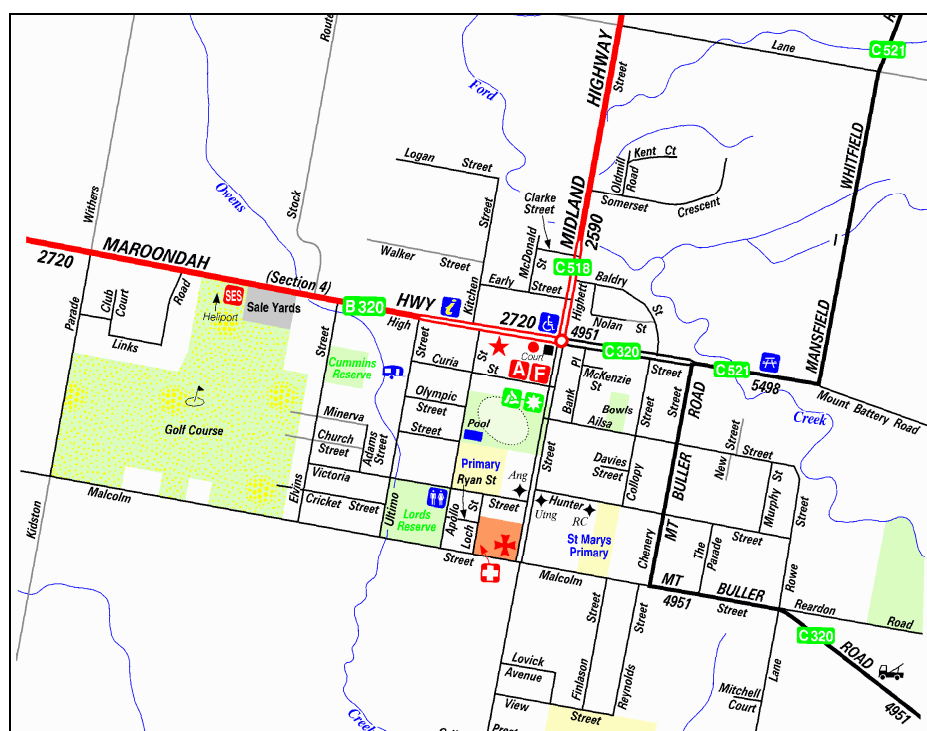 Route
Stock
HIGHWAY
Street
MIDLAND
2590
Lane
C521
WHITFIELD
MANSFIELD
Ford
Owens
Withers
Parade
Logan Street
Kent Ct
Oldmill
Road
Somerset Crescent
Clarke
Street
McDonald
St
Walker Street
Street
Kitchen
Early Street
C518
Baldry
St
Highett
Nolan St
MAROONDAH
2720
(Section 4)
B320
HWY
2720
High
4951
C320
C521
5498
Mount Battery Road
Creek
Club
Court
Road
Links
Heliport
SES
Sale Yards
Street
Cummins
Reserve
Curia
St
St
Street
Court
A
F
i
Pl
Bank
McKenzie
St
Street
Street
ROAD
Bowls
Ailsa
Olympic
Street
Street
Pool
Minerva
Church
Street
Adams
Street
Golf Course
Primary
Ryan St
Ang
Street
Davies
Street
Collopy
BULLER
New
Street
Street
Murphy
St
Street
Victoria
Cricket Street
Elvins
Ultimo
Lords
Reserve
Apollo
Loch
St
Street
Utng
Hunter
RC
St Marys
Primary
Chenery
MT
The
Parade
Street
Rowe
Kidston
Malcolm
Street
Malcolm
MT
BULLER
4951
Street
Reardon
Road
C320
ROAD
4951
Lane
Lovick
Avenue
View
Street
Finlason
Street
Reynolds
Street
Mitchell
Court
Creek